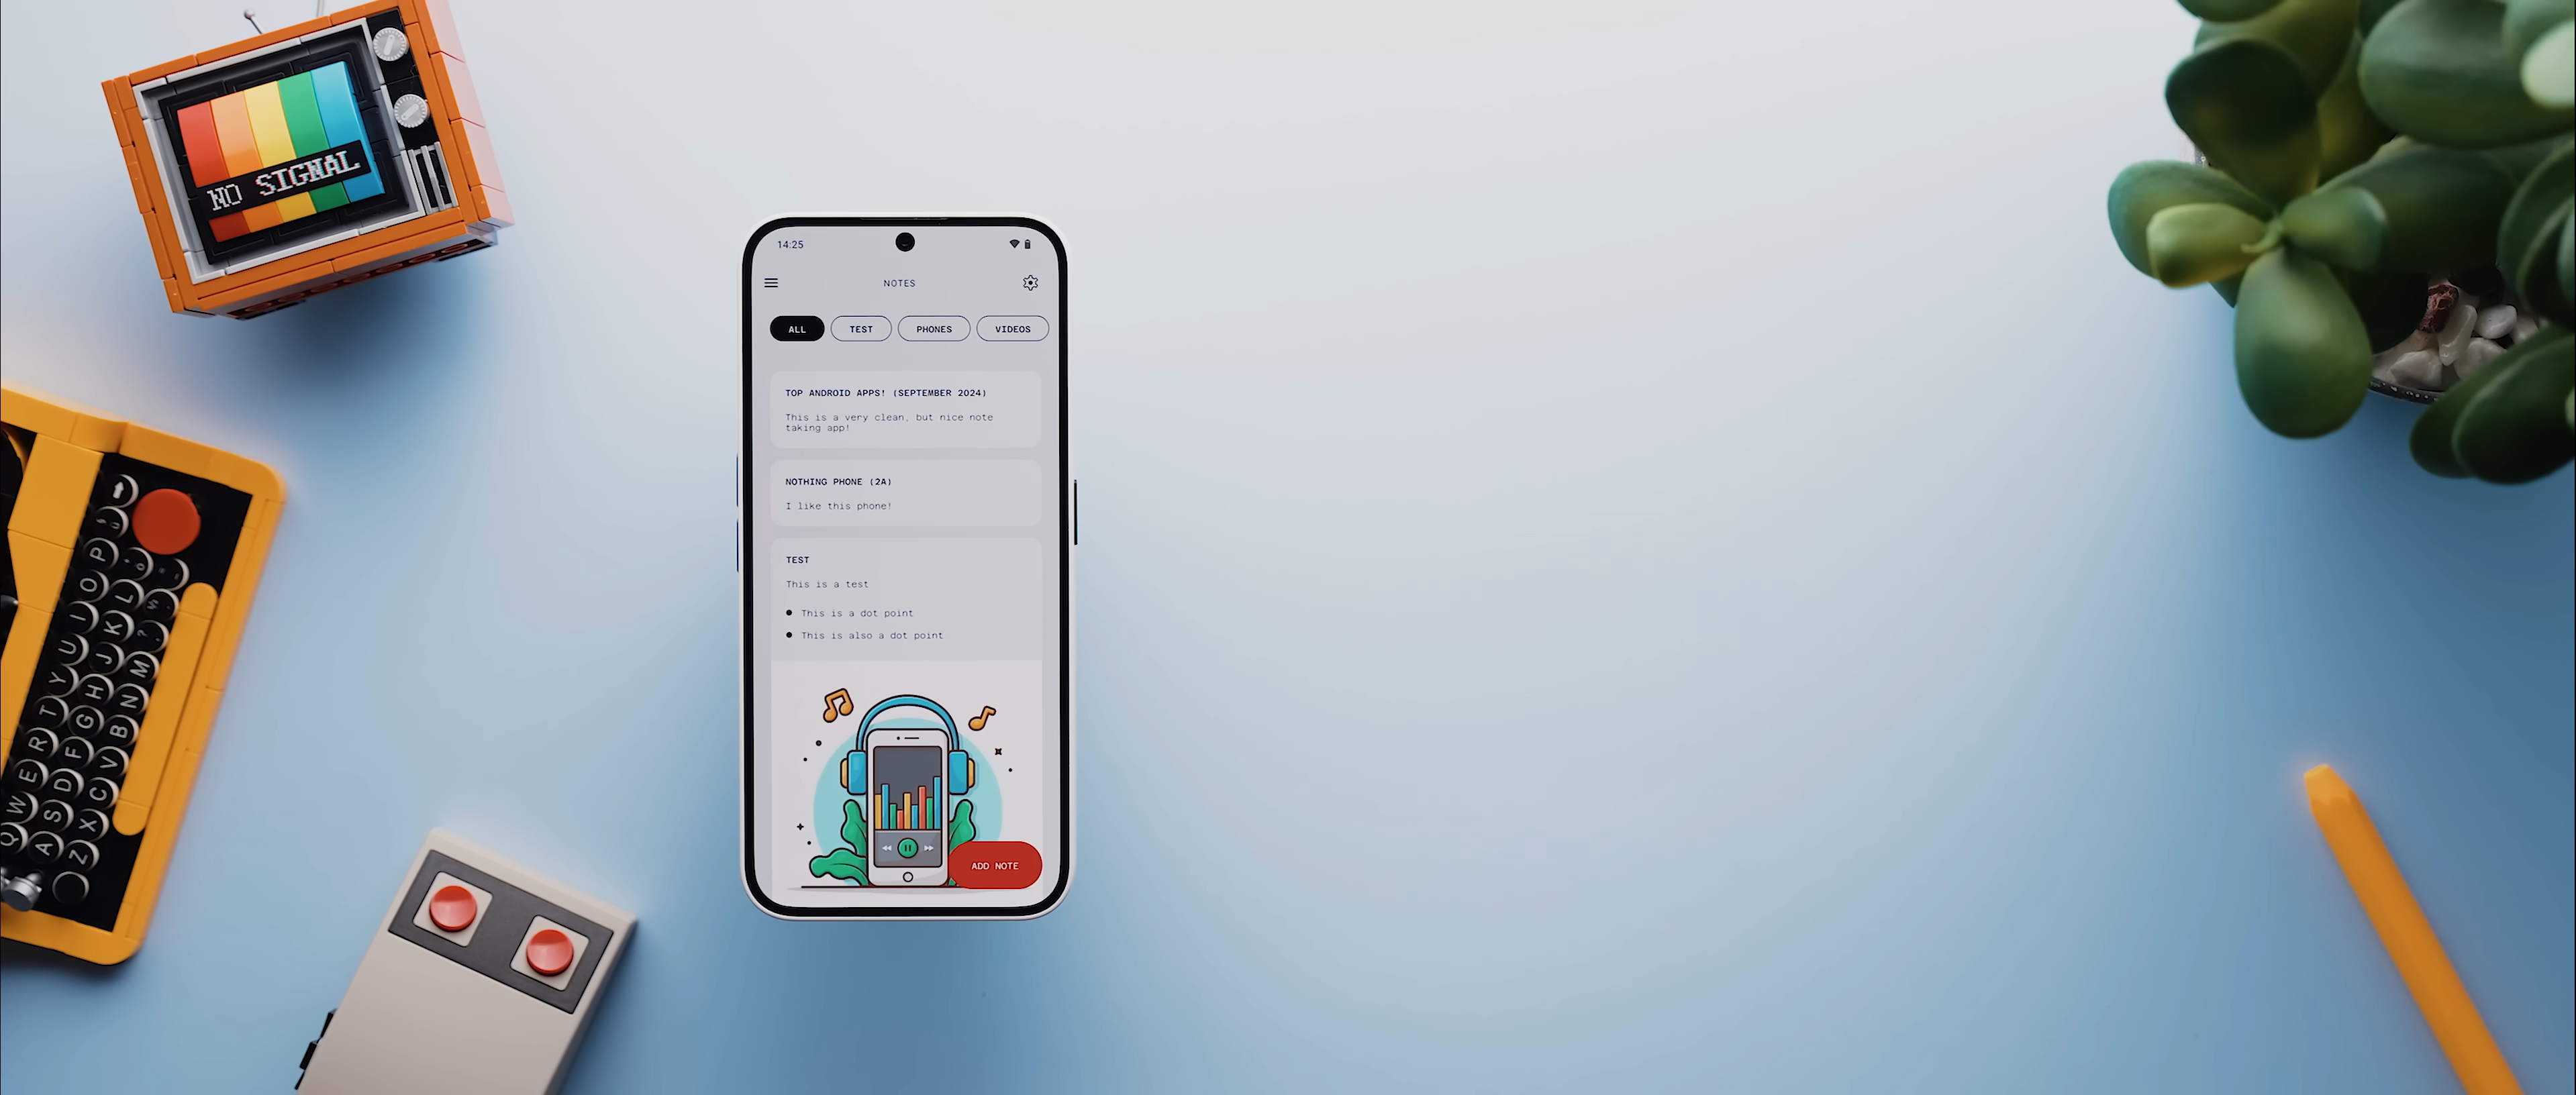 NO SIGNAL
14:25
NOTES
ALL TEST PHONES VIDEOS
TOP ANDROID APPS! (SEPTEMBER 2024)
This is a very clean, but nice note
taking app!
NOTHING PHONE (2A)
I like this phone!
TEST
This is a test
This is a dot point
This is also a dot point
ADD NOTE
Q W E R T Y U I O P
A S D F G H J K L
Z X C V B N M ?